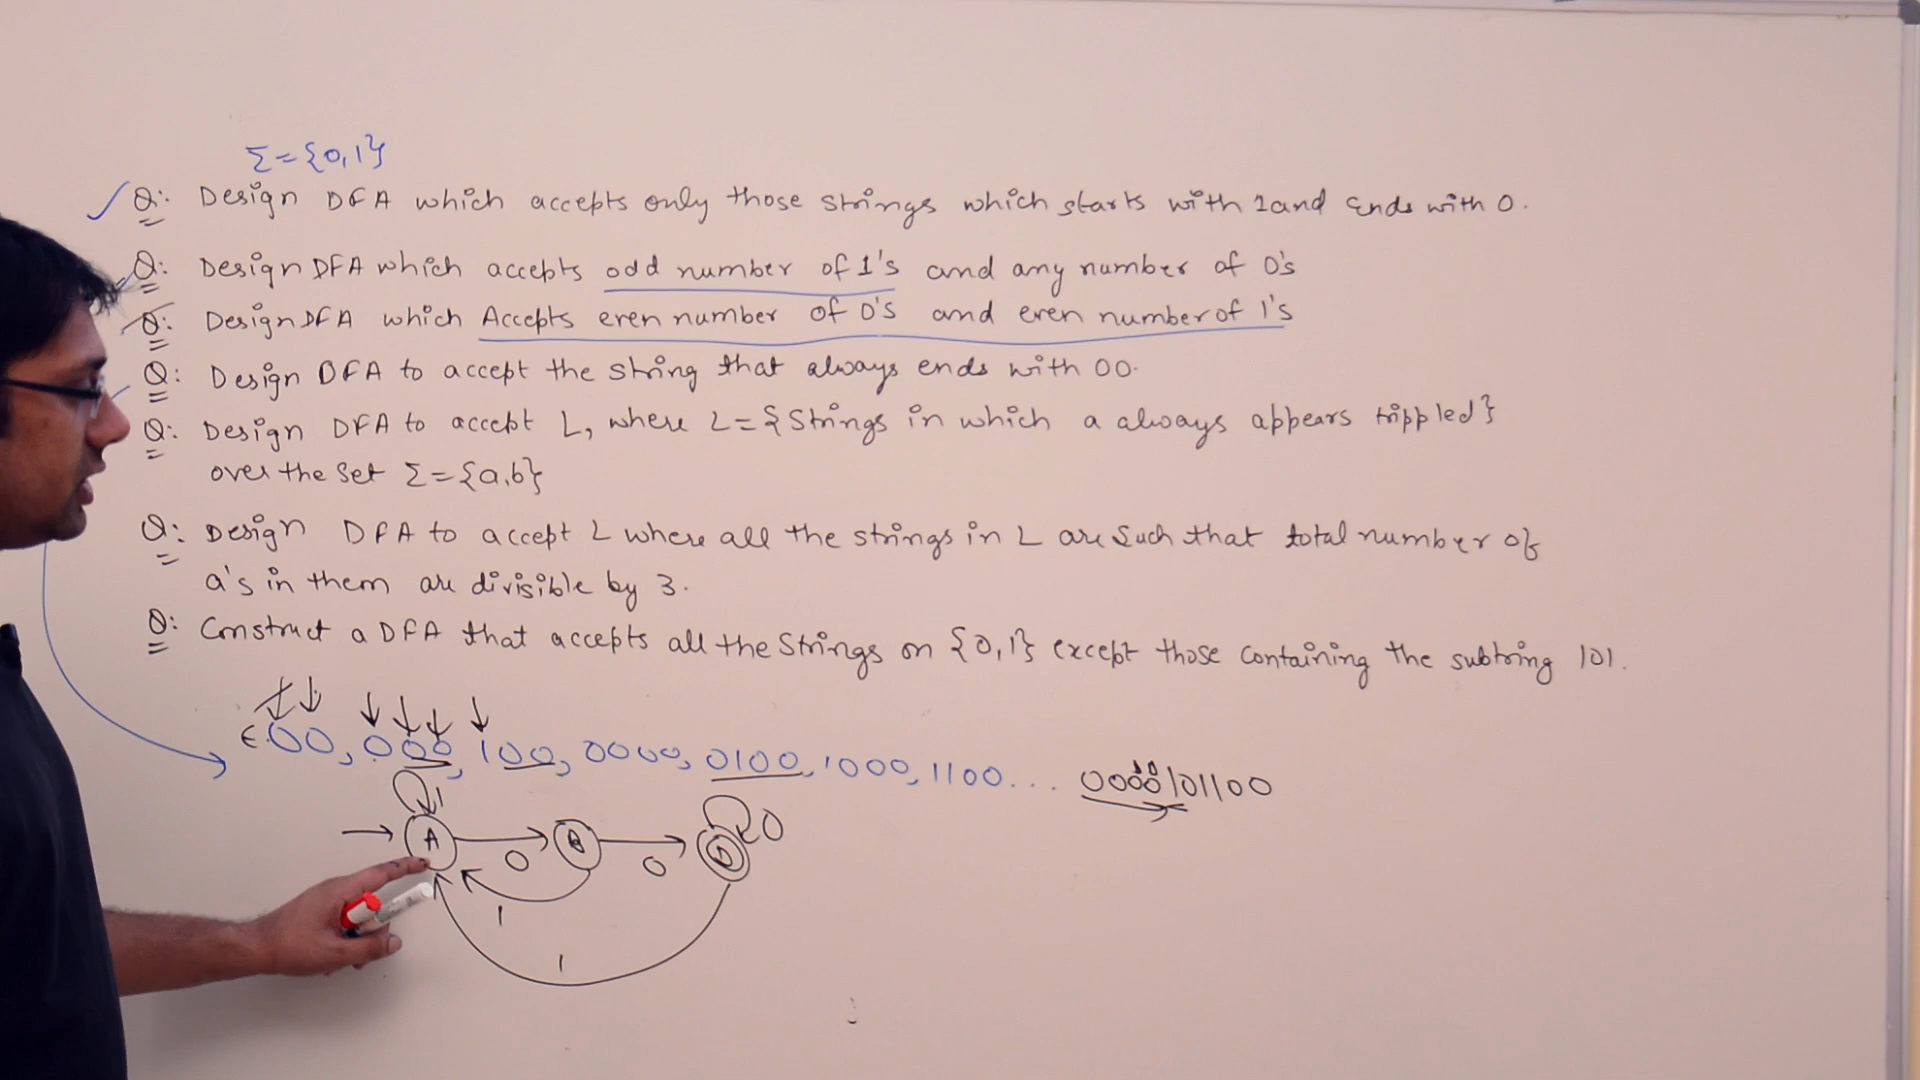 Σ={0,1}
Q: Design DFA which accepts only those strings which starts with 1 and Ends with 0.
Q: Design DFA which accepts odd number of 1's and any number of 0's
Q: Design DFA which Accepts even number of 0's and even number of 1's
Q: Design DFA to accept the string that always ends with 00.
Q: Design DFA to accept L, where L={Strings in which a always appears trippled}
over the set Σ={a,b}
Q: Design DFA to accept L where all the strings in L are such that total number of
a's in them are divisible by 3.
Q: Construct a DFA that accepts all the strings on {0,1} except those containing the subtring 101.
ε.00, 000, 100, 0000, 0100, 1000, 1100... 0000101100
10
1
A 0 B 0 D 0
1
1